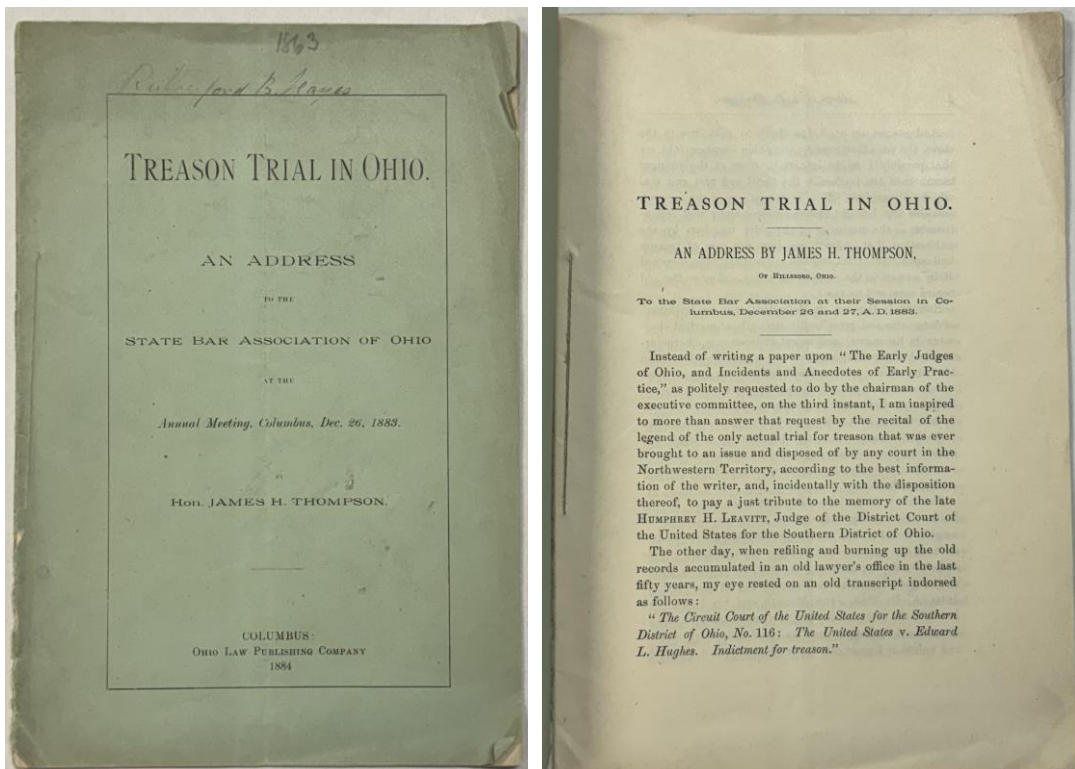 1863
Rutherford B. Hayes
TREASON TRIAL IN OHIO.
AN ADDRESS
TO THE
STATE BAR ASSOCIATION OF OHIO
AT THE
Annual Meeting, Columbus, Dec. 26, 1883.
BY
Hon. JAMES H. THOMPSON.
COLUMBUS:
OHIO LAW PUBLISHING COMPANY
1884
TREASON TRIAL IN OHIO.
AN ADDRESS BY JAMES H. THOMPSON,
OF HILLSBORO, OHIO.
To the State Bar Association at their Session in Co-
lumbus, December 26 and 27, A. D. 1883.
Instead of writing a paper upon " The Early Judges
of Ohio, and Incidents and Anecdotes of Early Prac-
tice," as politely requested to do by the chairman of the
executive committee, on the third instant, I am inspired
to more than answer that request by the recital of the
legend of the only actual trial for treason that was ever
brought to an issue and disposed of by any court in the
Northwestern Territory, according to the best informa-
tion of the writer, and, incidentally with the disposition
thereof, to pay a just tribute to the memory of the late
HUMPHREY H. LEAVITT, Judge of the District Court of
the United States for the Southern District of Ohio.
The other day, when refiling and burning up the old
records accumulated in an old lawyer's office in the last
fifty years, my eye rested on an old transcript indorsed
as follows :
" The Circuit Court of the United States for the Southern
District of Ohio, No. 116 : The United States v. Edward
L. Hughes. Indictment for treason."